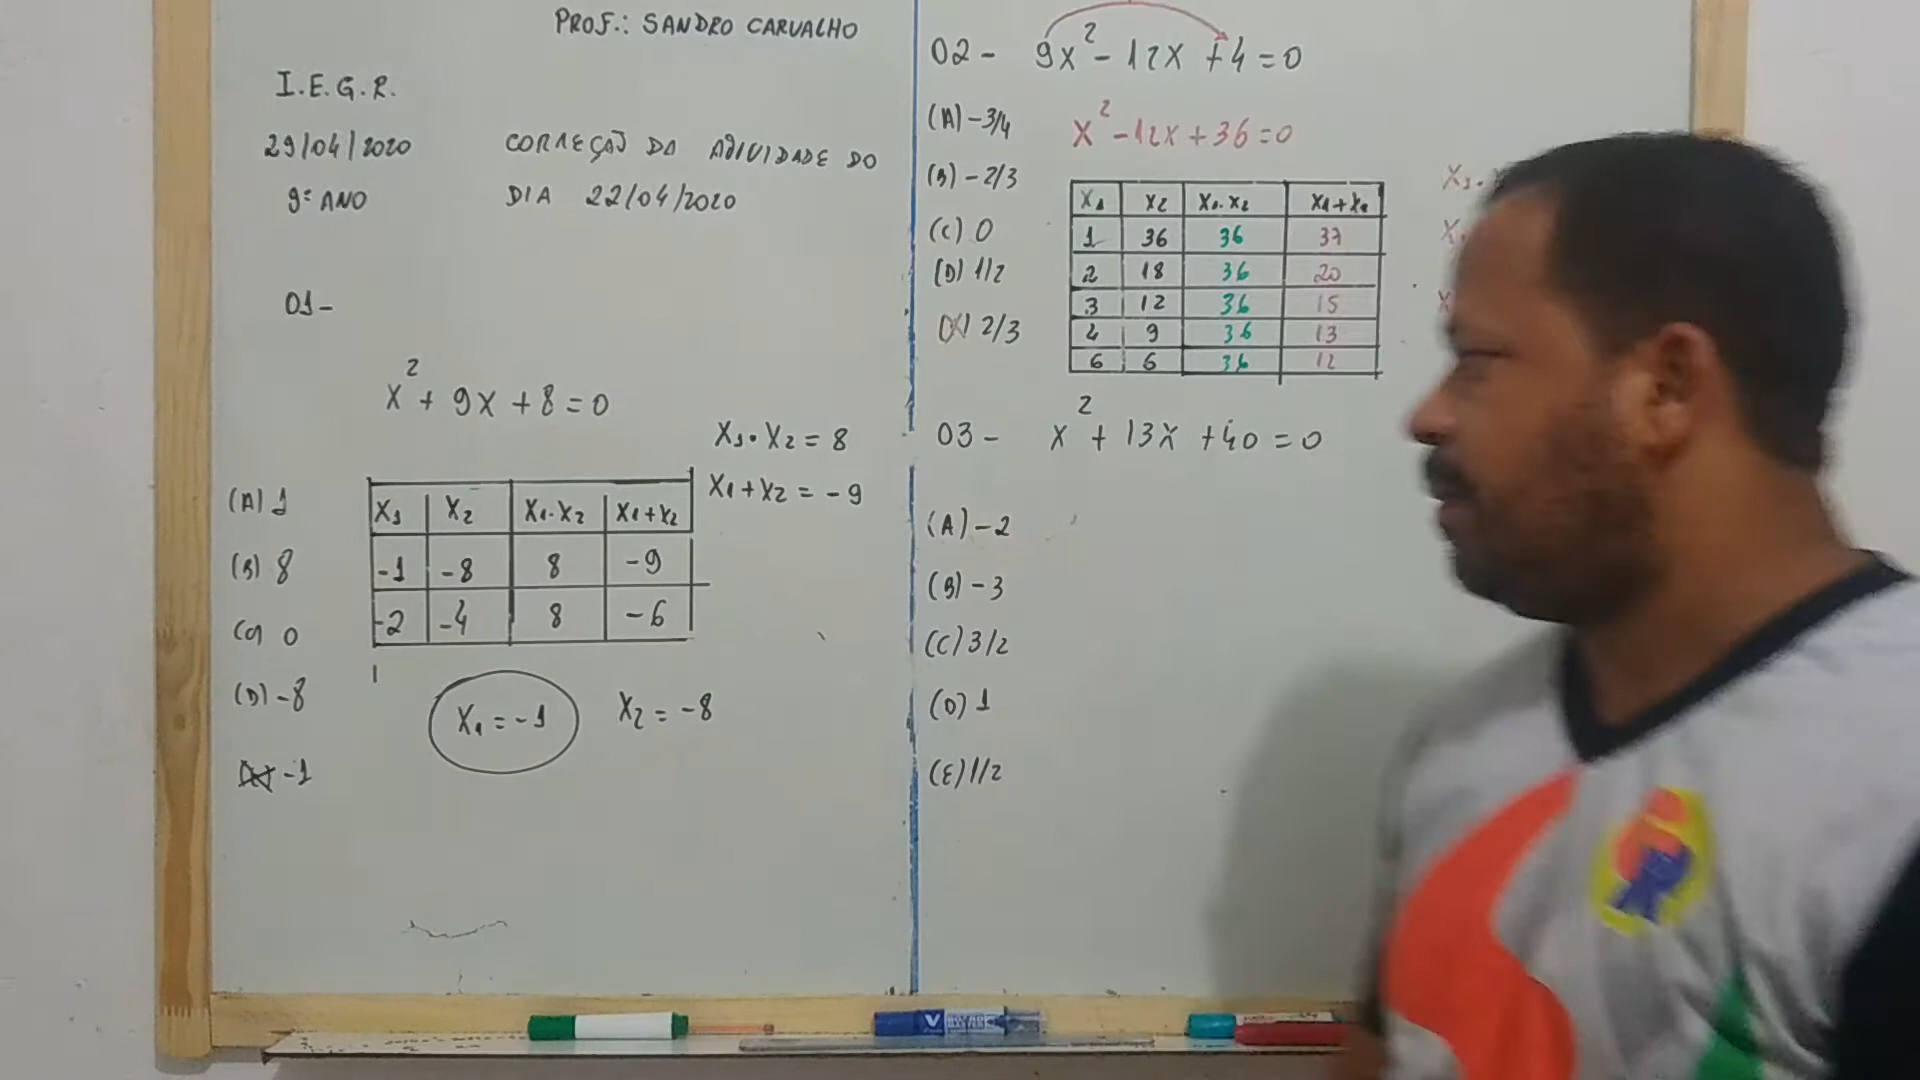 PROF.: SANDRO CARVALHO
I.E.G.R.
29/04/2020
9º ANO
CORREÇÃO DA ATIVIDADE DO
DIA 22/04/2020
01-
x² + 9x + 8 = 0
x₁ . x₂ = 8
x₁ + x₂ = -9
(A) 1
(B) 8
(C) 0
(D) -8
-1
x₁ x₂ x₁.x₂ x₁+x₂
-1 -8 8 -9
-2 -4 8 -6
x₁ = -1 x₂ = -8
02- 9x² - 12x + 4 = 0
x² - 12x + 36 = 0
(A) -3/4
(B) -2/3
(C) 0
(D) 1/2
2/3
x₁ x₂ x₁.x₂ x₁+x₂
1 36 36 37
2 18 36 20
3 12 36 15
4 9 36 13
6 6 36 12
03- x² + 13x + 40 = 0
(A) -2
(B) -3
(C) 3/2
(D) 1
(E) 1/2